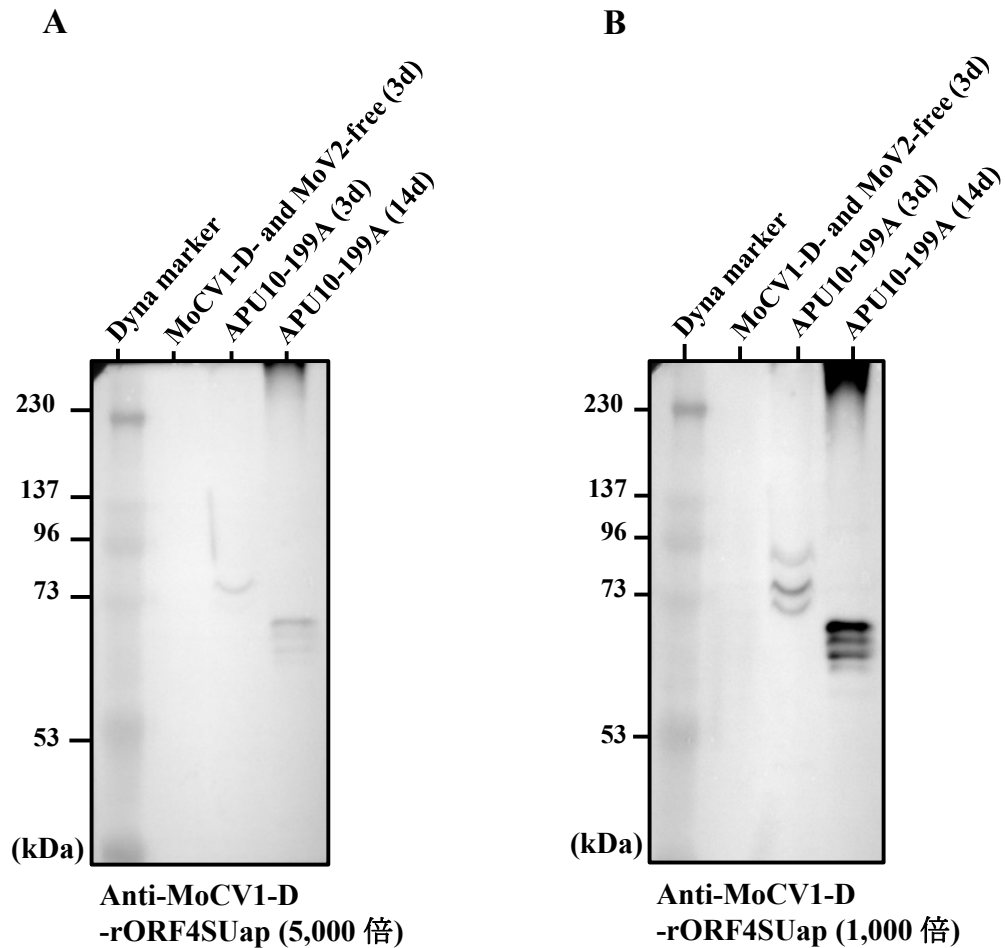 A
Dyna marker
MoCV1-D- and MoV2-free (3d)
APU10-199A (3d)
APU10-199A (14d)
230
137
96
73
53
(kDa)
Anti-MoCV1-D
-rORF4SUap (5,000 倍)
B
Dyna marker
MoCV1-D- and MoV2-free (3d)
APU10-199A (3d)
APU10-199A (14d)
230
137
96
73
53
(kDa)
Anti-MoCV1-D
-rORF4SUap (1,000 倍)